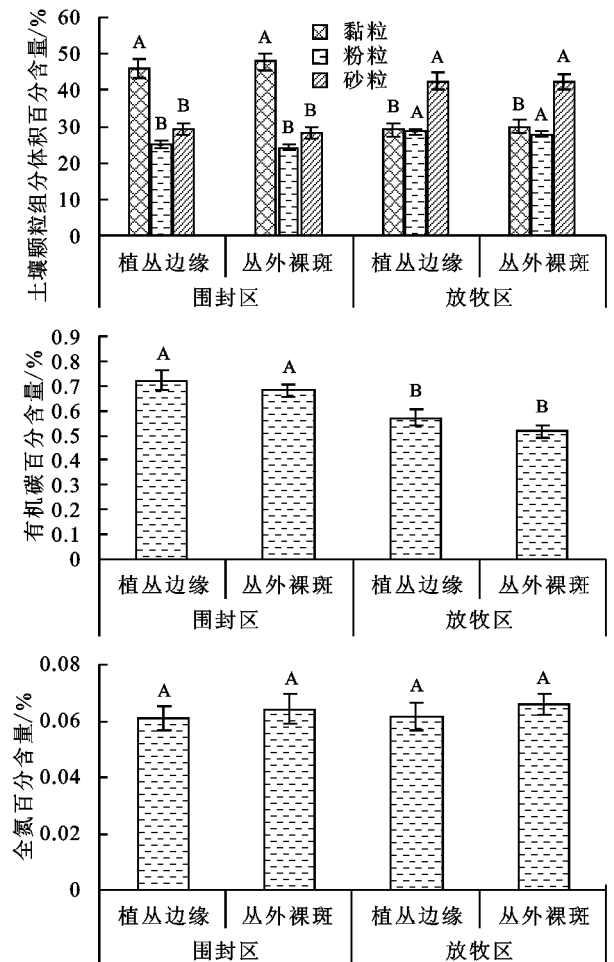 土壤颗粒组分体积百分含量/%
60
50
40
30
20
10
0
黏粒
粉粒
砂粒
A
B
B
A
B
B
B
A
A
B
A
A
植丛边缘 丛外裸斑 植丛边缘 丛外裸斑
围封区 放牧区
有机碳百分含量/%
0.9
0.8
0.7
0.6
0.5
0.4
0.3
0.2
0.1
0
A
A
B
B
植丛边缘 丛外裸斑 植丛边缘 丛外裸斑
围封区 放牧区
全氮百分含量/%
0.08
0.06
0.04
0.02
0
A
A
A
A
植丛边缘 丛外裸斑 植丛边缘 丛外裸斑
围封区 放牧区